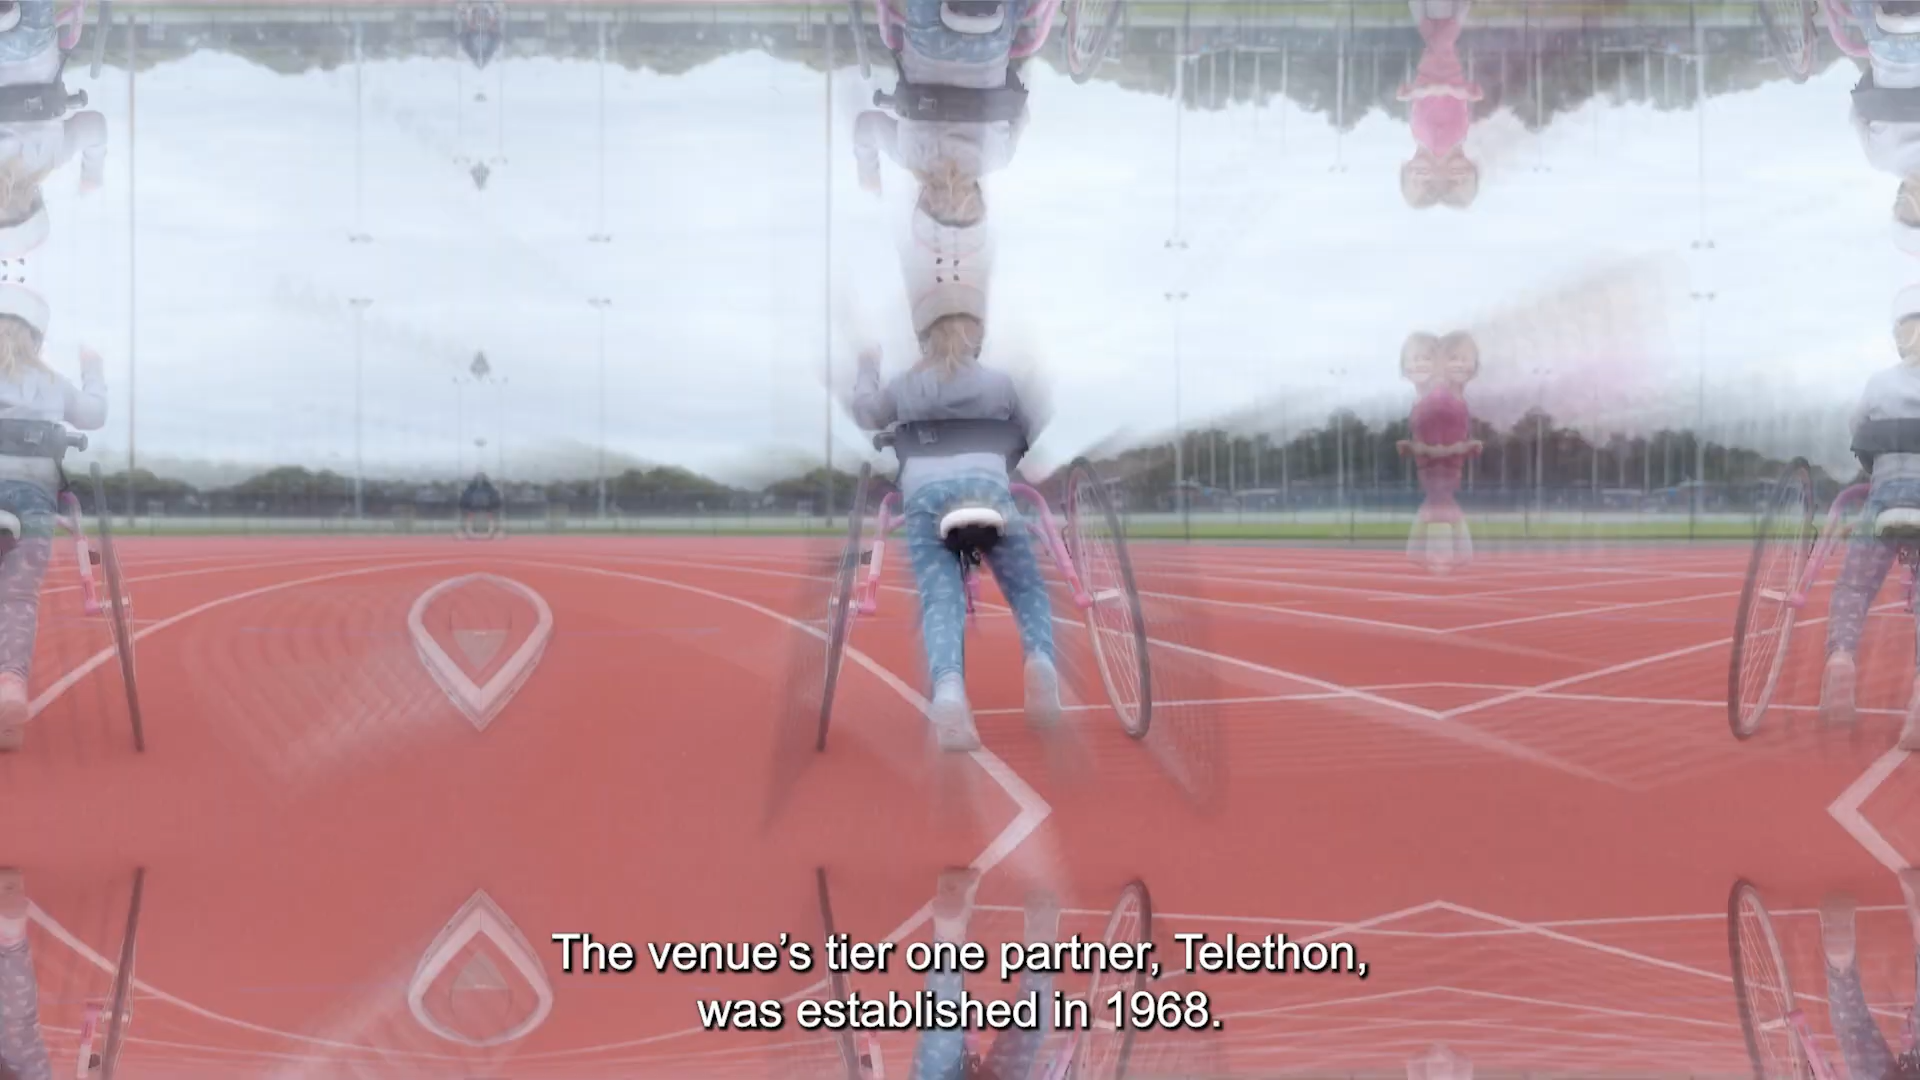 The venue’s tier one partner, Telethon,
was established in 1968.